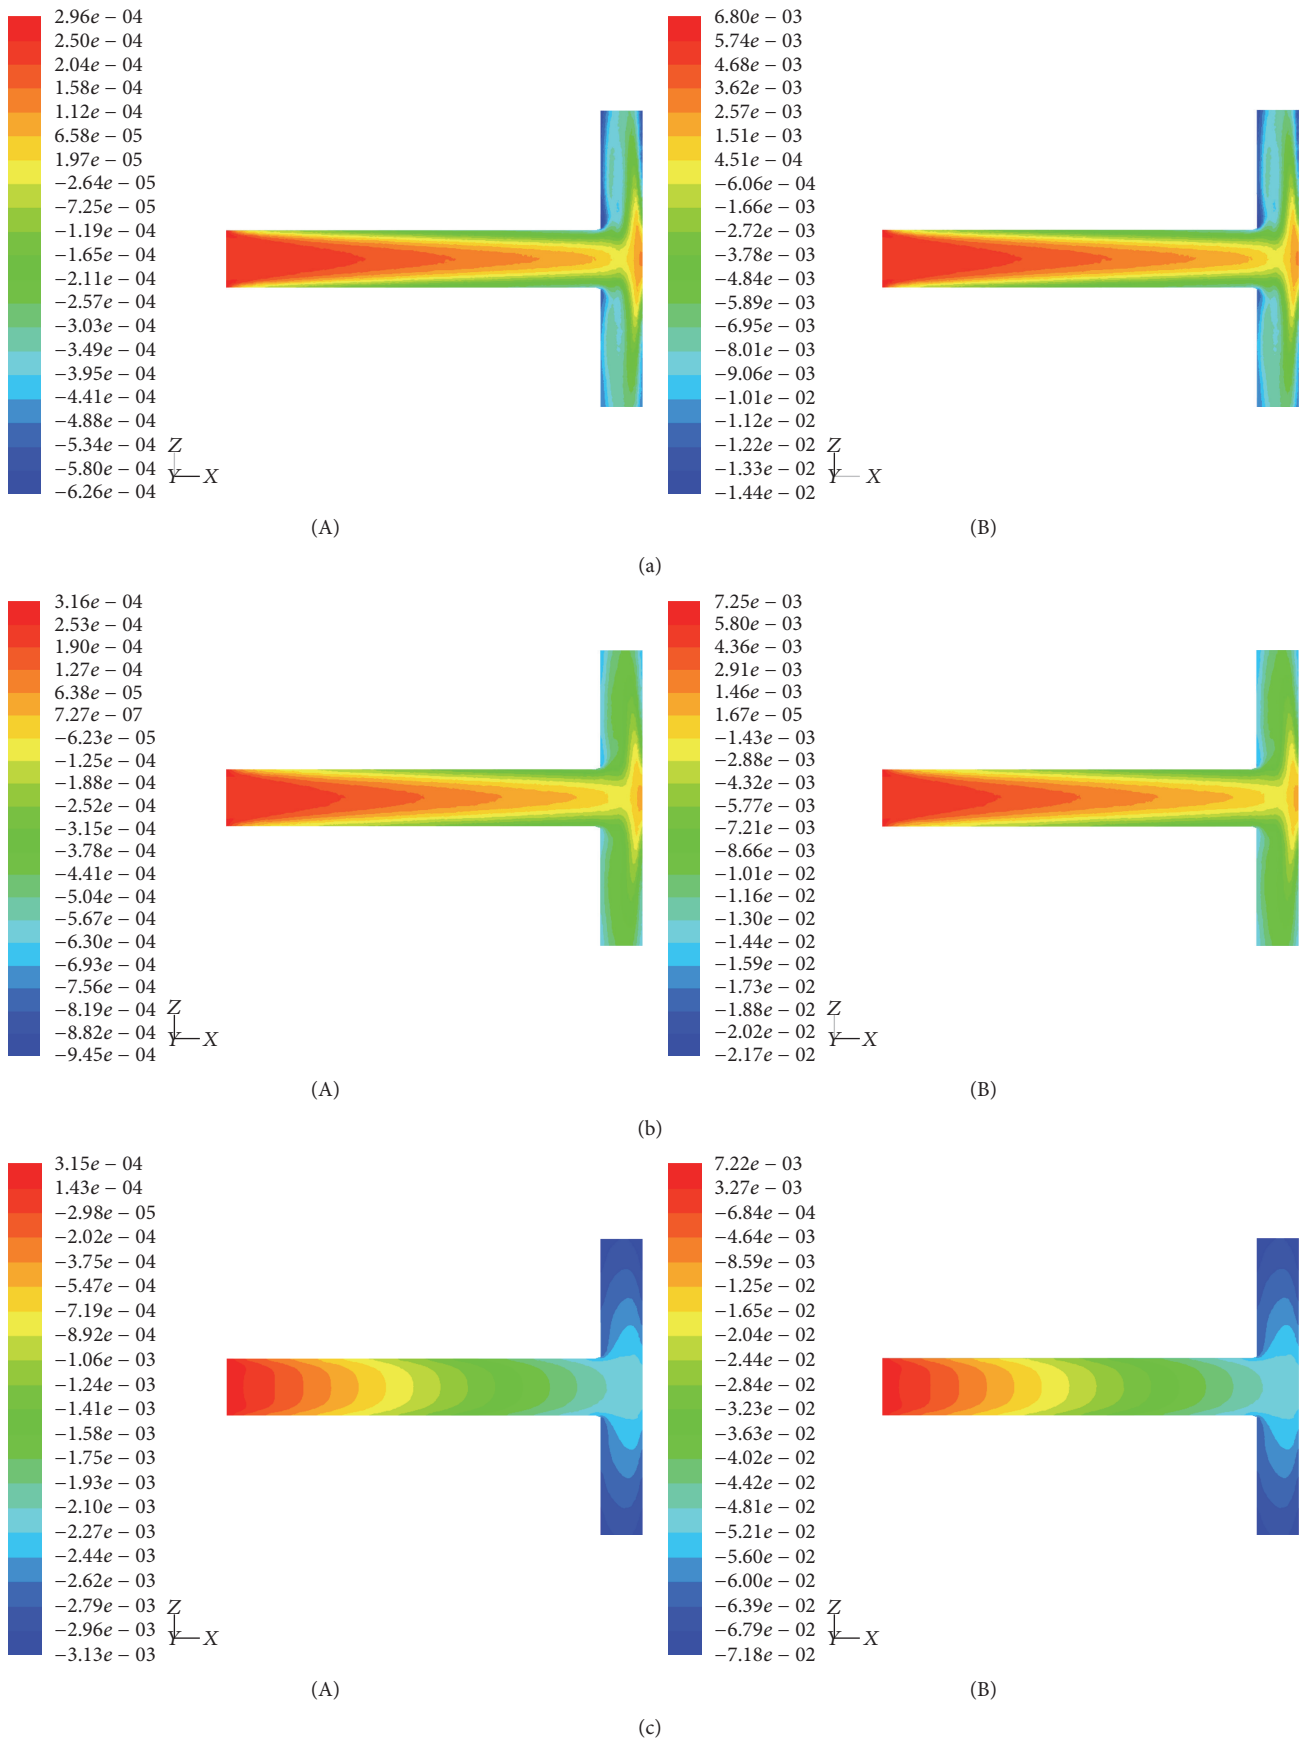 2.96e − 04
2.50e − 04
2.04e − 04
1.58e − 04
1.12e − 04
6.58e − 05
1.97e − 05
−2.64e − 05
−7.25e − 05
−1.19e − 04
−1.65e − 04
−2.11e − 04
−2.57e − 04
−3.03e − 04
−3.49e − 04
−3.95e − 04
−4.41e − 04
−4.88e − 04
−5.34e − 04
−5.80e − 04
−6.26e − 04
Z
Y X
(A)
6.80e − 03
5.74e − 03
4.68e − 03
3.62e − 03
2.57e − 03
1.51e − 03
4.51e − 04
−6.06e − 04
−1.66e − 03
−2.72e − 03
−3.78e − 03
−4.84e − 03
−5.89e − 03
−6.95e − 03
−8.01e − 03
−9.06e − 03
−1.01e − 02
−1.12e − 02
−1.22e − 02
−1.33e − 02
−1.44e − 02
Z
Y X
(B)
(a)
3.16e − 04
2.53e − 04
1.90e − 04
1.27e − 04
6.38e − 05
7.27e − 07
−6.23e − 05
−1.25e − 04
−1.88e − 04
−2.52e − 04
−3.15e − 04
−3.78e − 04
−4.41e − 04
−5.04e − 04
−5.67e − 04
−6.30e − 04
−6.93e − 04
−7.56e − 04
−8.19e − 04
−8.82e − 04
−9.45e − 04
Z
Y X
(A)
7.25e − 03
5.80e − 03
4.36e − 03
2.91e − 03
1.46e − 03
1.67e − 05
−1.43e − 03
−2.88e − 03
−4.32e − 03
−5.77e − 03
−7.21e − 03
−8.66e − 03
−1.01e − 02
−1.16e − 02
−1.30e − 02
−1.44e − 02
−1.59e − 02
−1.73e − 02
−1.88e − 02
−2.02e − 02
−2.17e − 02
Z
Y X
(B)
(b)
3.15e − 04
1.43e − 04
−2.98e − 05
−2.02e − 04
−3.75e − 04
−5.47e − 04
−7.19e − 04
−8.92e − 04
−1.06e − 03
−1.24e − 03
−1.41e − 03
−1.58e − 03
−1.75e − 03
−1.93e − 03
−2.10e − 03
−2.27e − 03
−2.44e − 03
−2.62e − 03
−2.79e − 03
−2.96e − 03
−3.13e − 03
Z
Y X
(A)
7.22e − 03
3.27e − 03
−6.84e − 04
−4.64e − 03
−8.59e − 03
−1.25e − 02
−1.65e − 02
−2.04e − 02
−2.44e − 02
−2.84e − 02
−3.23e − 02
−3.63e − 02
−4.02e − 02
−4.42e − 02
−4.81e − 02
−5.21e − 02
−5.60e − 02
−6.00e − 02
−6.39e − 02
−6.79e − 02
−7.18e − 02
Z
Y X
(B)
(c)